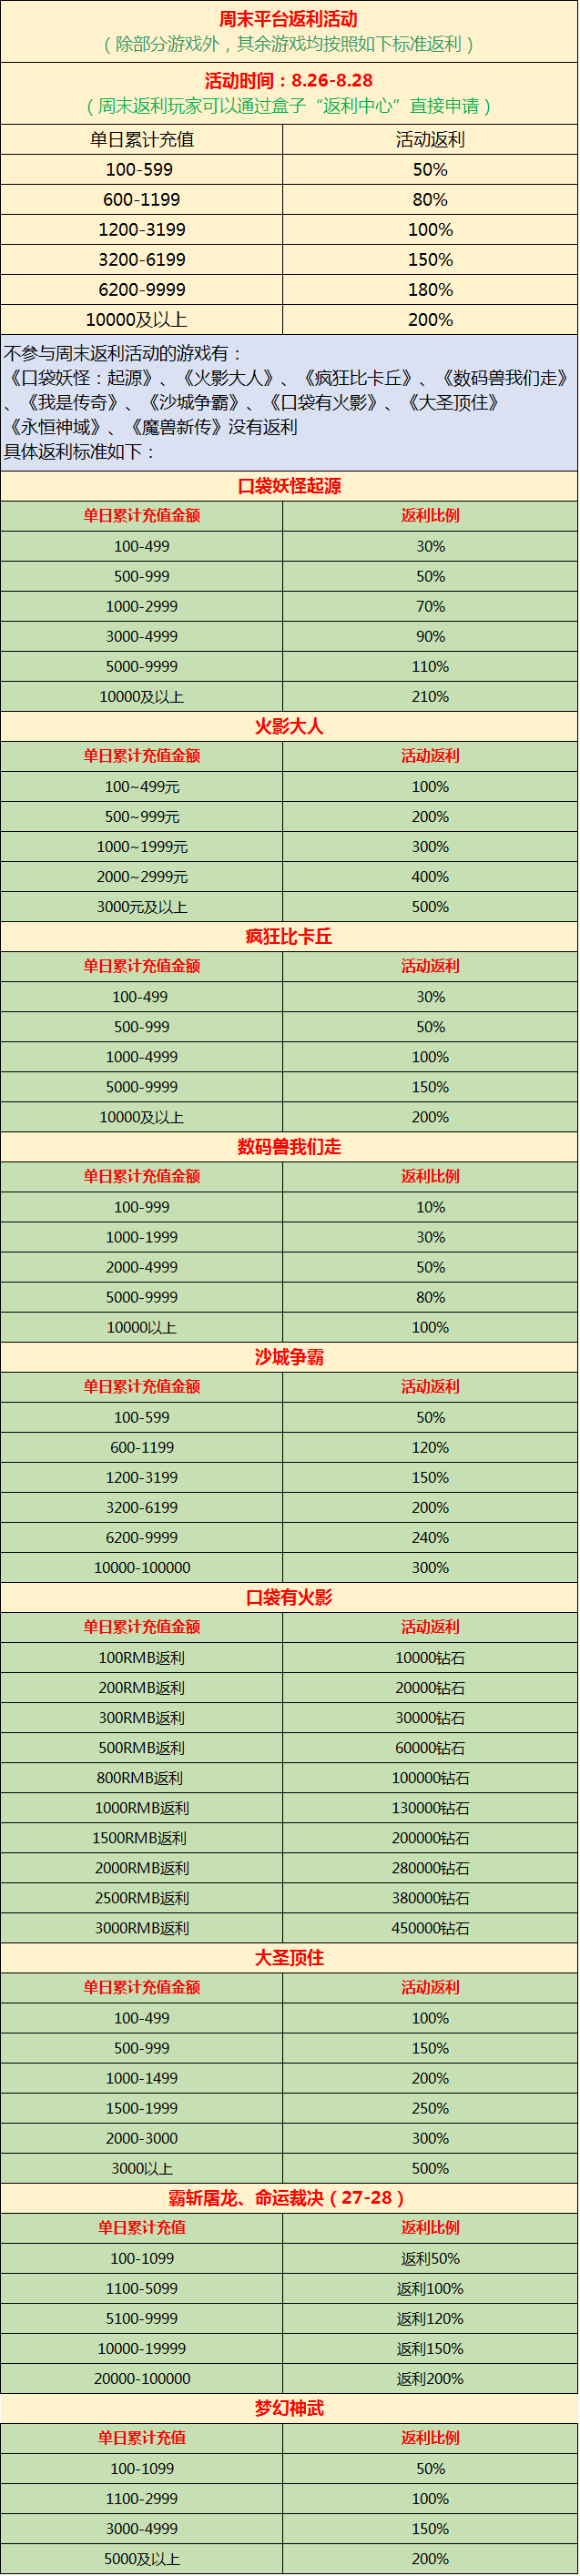 周末平台返利活动
（除部分游戏外，其余游戏均按照如下标准返利）
活动时间：8.26-8.28
（周末返利玩家可以通过盒子“返利中心”直接申请）
单日累计充值 活动返利
100-599 50%
600-1199 80%
1200-3199 100%
3200-6199 150%
6200-9999 180%
10000及以上 200%
不参与周末返利活动的游戏有：
《口袋妖怪：起源》、《火影大人》、《疯狂比卡丘》、《数码兽我们走》
、《我是传奇》、《沙城争霸》、《口袋有火影》、《大圣顶住》
《永恒神域》、《魔兽新传》没有返利
具体返利标准如下：
口袋妖怪起源
单日累计充值金额 返利比例
100-499 30%
500-999 50%
1000-2999 70%
3000-4999 90%
5000-9999 110%
10000及以上 210%
火影大人
单日累计充值金额 活动返利
100~499元 100%
500~999元 200%
1000~1999元 300%
2000~2999元 400%
3000元及以上 500%
疯狂比卡丘
单日累计充值金额 活动返利
100-499 30%
500-999 50%
1000-4999 100%
5000-9999 150%
10000及以上 200%
数码兽我们走
单日累计充值金额 返利比例
100-999 10%
1000-1999 30%
2000-4999 50%
5000-9999 80%
10000以上 100%
沙城争霸
单日累计充值金额 活动返利
100-599 50%
600-1199 120%
1200-3199 150%
3200-6199 200%
6200-9999 240%
10000-100000 300%
口袋有火影
单日累计充值金额 活动返利
100RMB返利 10000钻石
200RMB返利 20000钻石
300RMB返利 30000钻石
500RMB返利 60000钻石
800RMB返利 100000钻石
1000RMB返利 130000钻石
1500RMB返利 200000钻石
2000RMB返利 280000钻石
2500RMB返利 380000钻石
3000RMB返利 450000钻石
大圣顶住
单日累计充值金额 活动返利
100-499 100%
500-999 150%
1000-1499 200%
1500-1999 250%
2000-3000 300%
3000以上 500%
霸斩屠龙、命运裁决（27-28）
单日累计充值 返利比例
100-1099 返利50%
1100-5099 返利100%
5100-9999 返利120%
10000-19999 返利150%
20000-100000 返利200%
梦幻神武
单日累计充值 返利比例
100-1099 50%
1100-2999 100%
3000-4999 150%
5000及以上 200%